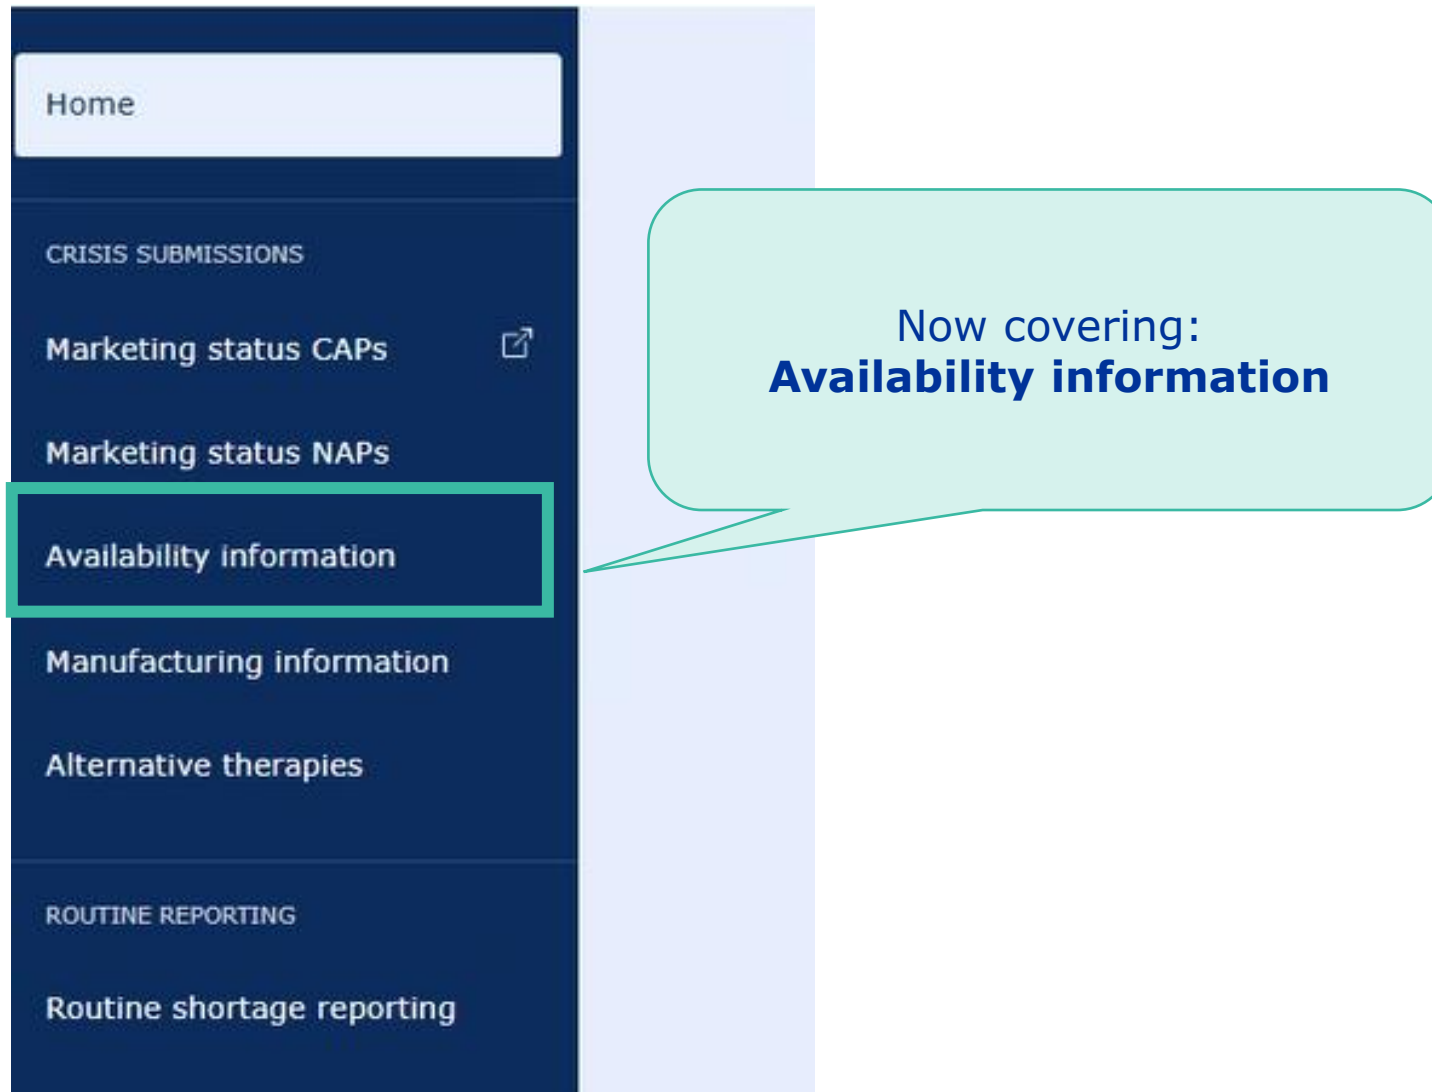 Home
CRISIS SUBMISSIONS
Marketing status CAPs
Marketing status NAPs
Availability information
Manufacturing information
Alternative therapies
ROUTINE REPORTING
Routine shortage reporting
Now covering:
Availability information